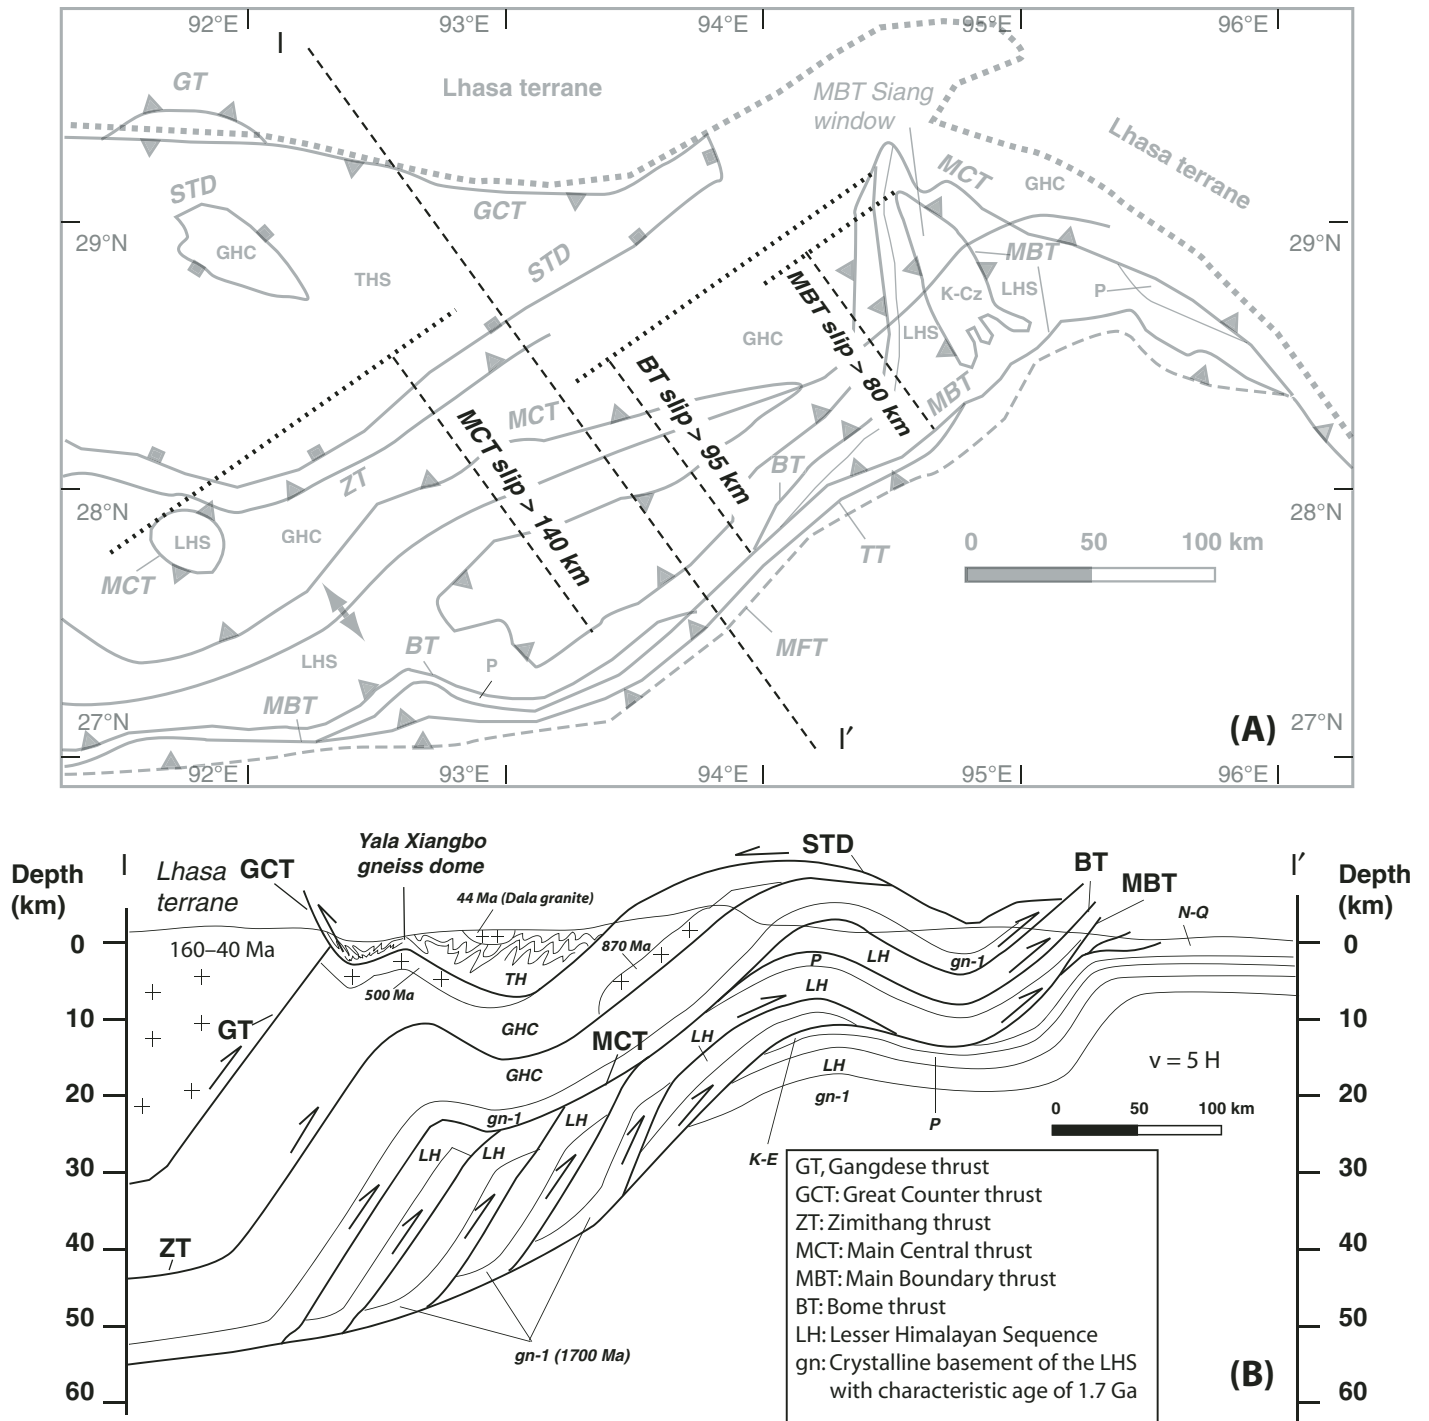 92°E
93°E
94°E
95°E
96°E
I
GT
Lhasa terrane
MBT Siang
window
Lhasa terrane
MCT
GHC
STD
GCT
29°N
29°N
GHC
THS
STD
MBT
K-Cz
LHS
P
LHS
GHC
MBT slip > 80 km
BT slip > 95 km
MCT slip > 140 km
MCT
MBT
ZT
BT
28°N
28°N
LHS
GHC
MCT
TT
0
50
100 km
MFT
BT
LHS
P
MBT
27°N
I′
(A)
27°N
92°E
93°E
94°E
95°E
96°E
Depth
(km)
I
Lhasa
terrane
GCT
Yala Xiangbo
gneiss dome
STD
BT
MBT
I′
Depth
(km)
44 Ma (Dala granite)
N-Q
0
160–40 Ma
870 Ma
TH
500 Ma
P
LH
gn-1
0
LH
10
GT
GHC
MCT
LH
10
GHC
LH
gn-1
v = 5 H
20
gn-1
LH
P
0
50
100 km
20
LH
LH
K-E
30
30
40
ZT
40
50
50
gn-1 (1700 Ma)
60
60
GT, Gangdese thrust
GCT: Great Counter thrust
ZT: Zimithang thrust
MCT: Main Central thrust
MBT: Main Boundary thrust
BT: Bome thrust
LH: Lesser Himalayan Sequence
gn: Crystalline basement of the LHS
with characteristic age of 1.7 Ga
(B)